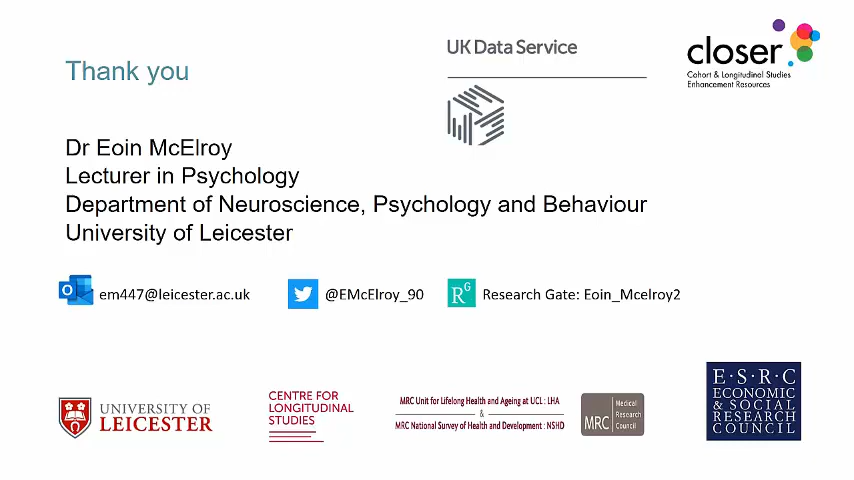 Thank you
UK Data Service
closer
Cohort & Longitudinal Studies
Enhancement Resources
Dr Eoin McElroy
Lecturer in Psychology
Department of Neuroscience, Psychology and Behaviour
University of Leicester
O em447@leicester.ac.uk
@EMcElroy_90
RG Research Gate: Eoin_Mcelroy2
UNIVERSITY OF
LEICESTER
CENTRE FOR
LONGITUDINAL
STUDIES
MRC Unit for Lifelong Health and Ageing at UCL : LHA
&
MRC National Survey of Health and Development : NSHD
MRC
Medical
Research
Council
E·S·R·C
ECONOMIC
& SOCIAL
RESEARCH
COUNCIL